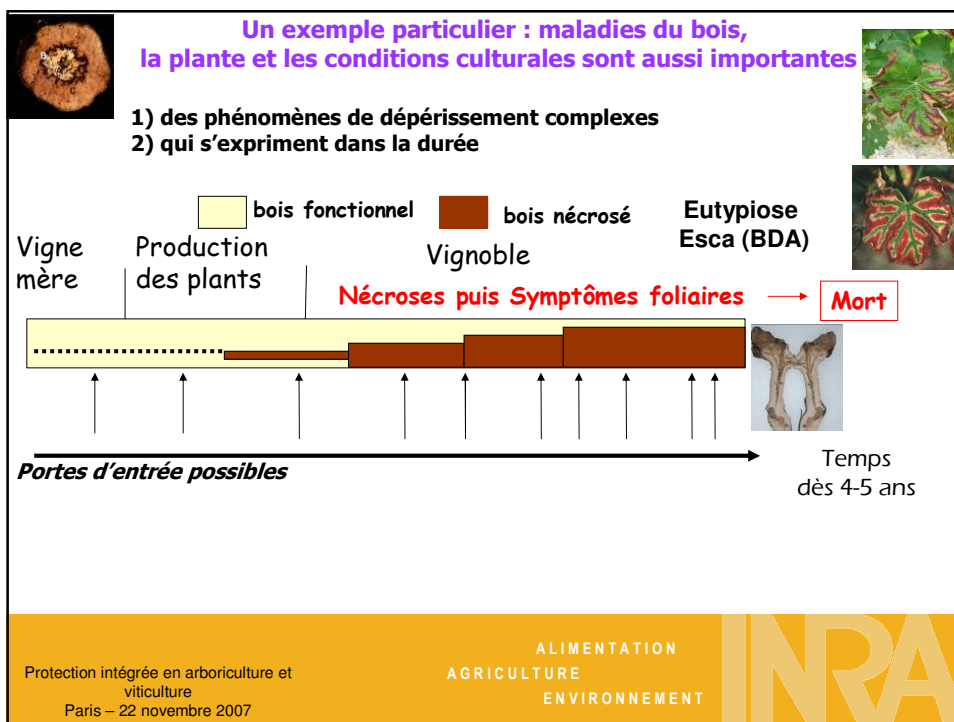 Un exemple particulier : maladies du bois,
la plante et les conditions culturales sont aussi importantes
1) des phénomènes de dépérissement complexes
2) qui s'expriment dans la durée
bois fonctionnel
bois nécrosé
Eutypiose
Esca (BDA)
Vigne
mère
Production
des plants
Vignoble
Nécroses puis Symptômes foliaires
Mort
Portes d'entrée possibles
Temps
dès 4-5 ans
Protection intégrée en arboriculture et
viticulture
Paris – 22 novembre 2007
ALIMENTATION
AGRICULTURE
ENVIRONNEMENT
INRA